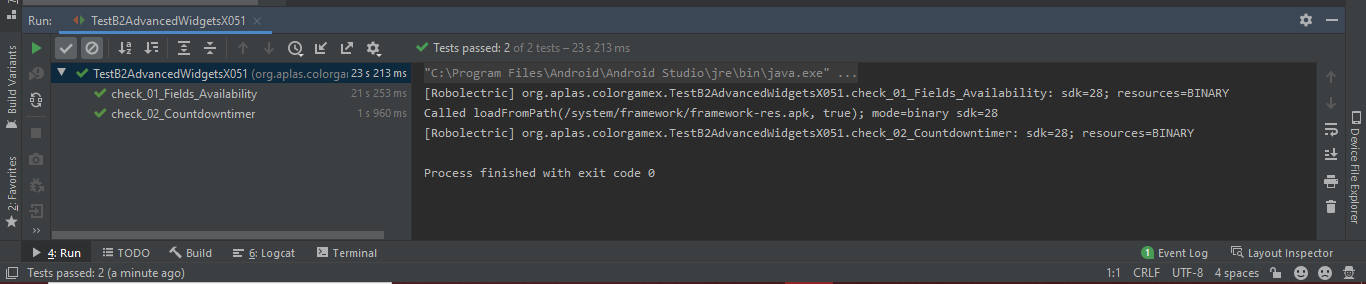 Run: TestB2AdvancedWidgetsX051
Tests passed: 2 of 2 tests – 23 s 213 ms
TestB2AdvancedWidgetsX051 (org.aplas.colorgam 23 s 213 ms
check_01_Fields_Availability 21 s 253 ms
check_02_Countdowntimer 1 s 960 ms
"C:\Program Files\Android\Android Studio\jre\bin\java.exe" ...
[Robolectric] org.aplas.colorgamex.TestB2AdvancedWidgetsX051.check_01_Fields_Availability: sdk=28; resources=BINARY
Called loadFromPath(/system/framework/framework-res.apk, true); mode=binary sdk=28
[Robolectric] org.aplas.colorgamex.TestB2AdvancedWidgetsX051.check_02_Countdowntimer: sdk=28; resources=BINARY
Process finished with exit code 0
Build Variants
2: Favorites
Device File Explorer
4: Run TODO Build 6: Logcat Terminal 1 Event Log Layout Inspector
Tests passed: 2 (a minute ago) 1:1 CRLF UTF-8 4 spaces